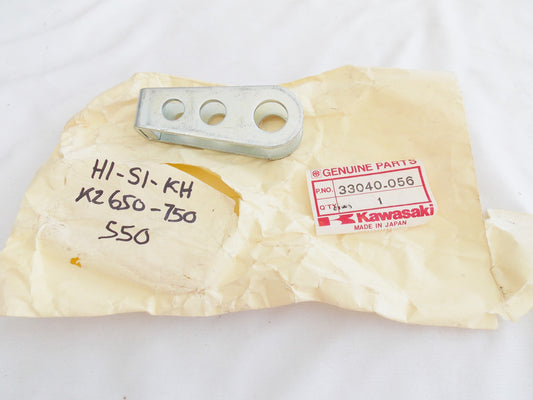 H1-S1-KH
KZ650-750
550
GENUINE PARTS
P.NO. 33040-056
Q'TY 1
Kawasaki
MADE IN JAPAN